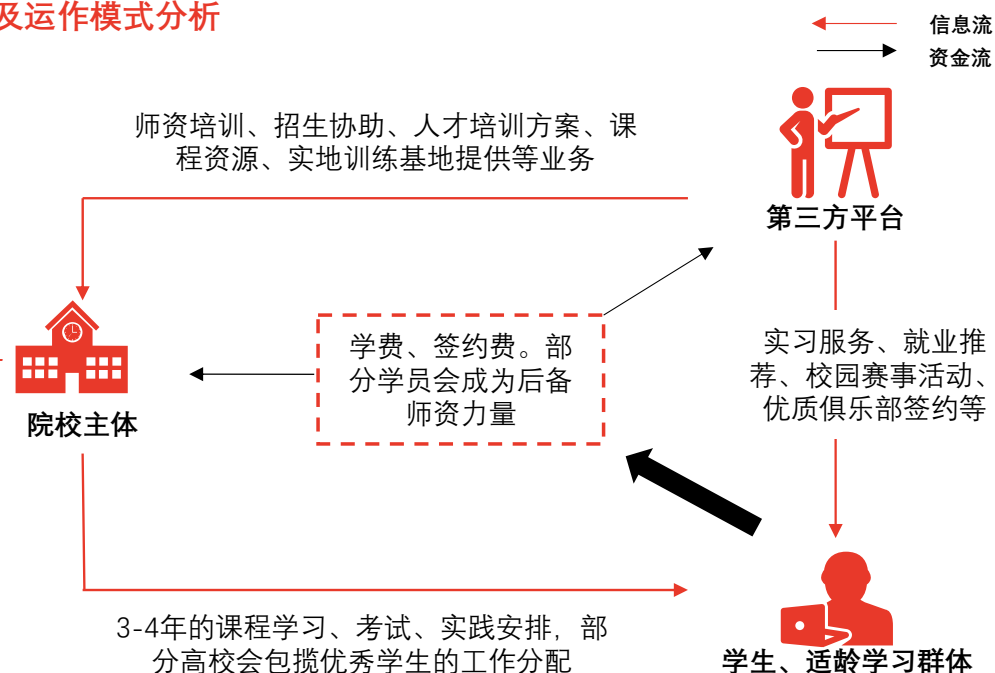 及运作模式分析
信息流
资金流
师资培训、招生协助、人才培训方案、课
程资源、实地训练基地提供等业务
第三方平台
学费、签约费。部
分学员会成为后备
师资力量
实习服务、就业推
荐、校园赛事活动、
优质俱乐部签约等
院校主体
3-4年的课程学习、考试、实践安排，部
分高校会包揽优秀学生的工作分配
学生、适龄学习群体